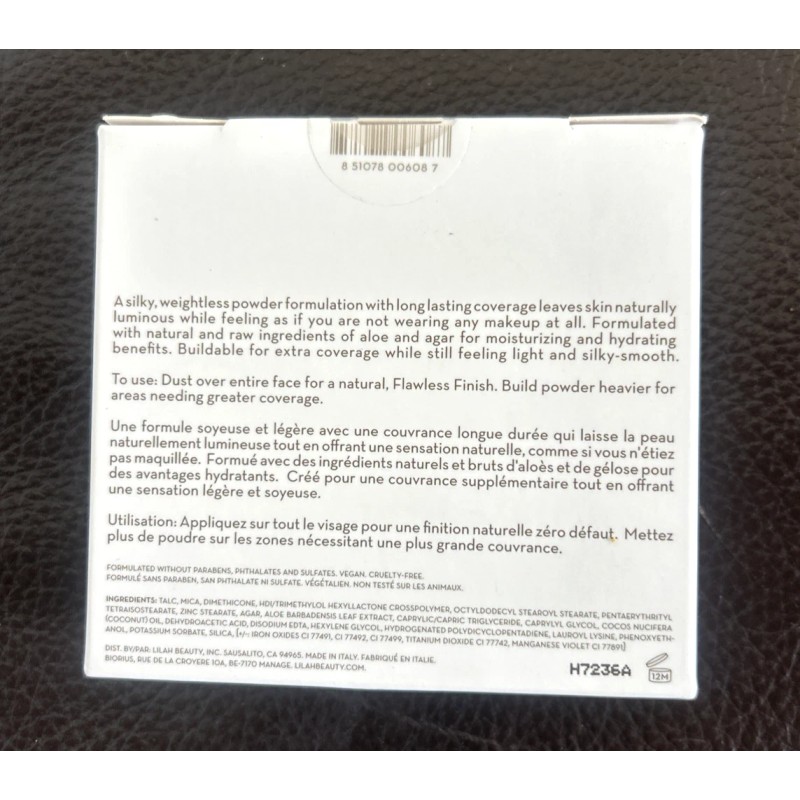 8 51078 00608 7
A silky, weightless powder formulation with long lasting coverage leaves skin naturally
luminous while feeling as if you are not wearing any makeup at all. Formulated
with natural and raw ingredients of aloe and agar for moisturizing and hydrating
benefits. Buildable for extra coverage while still feeling light and silky-smooth.
To use: Dust over entire face for a natural, Flawless Finish. Build powder heavier for
areas needing greater coverage.
Une formule soyeuse et légère avec une couvrance longue durée qui laisse la peau
naturellement lumineuse tout en offrant une sensation naturelle, comme si vous n'étiez
pas maquillée. Formué avec des ingrédients naturels et bruts d'aloès et de gélose pour
des avantages hydratants. Créé pour une couvrance supplémentaire tout en offrant
une sensation légère et soyeuse.
Utilisation: Appliquez sur tout le visage pour une finition naturelle zéro défaut. Mettez
plus de poudre sur les zones nécessitant une plus grande couvrance.
FORMULATED WITHOUT PARABENS, PHTHALATES AND SULFATES. VEGAN. CRUELTY-FREE.
FORMULÉ SANS PARABEN, SAN PHTHALATE NI SULFATE. VÉGÉTALIEN. NON TESTÉ SUR LES ANIMAUX.
INGREDIENTS: TALC, MICA, DIMETHICONE, HDI/TRIMETHYLOL HEXYLLACTONE CROSSPOLYMER, OCTYLDODECYL STEAROYL STEARATE, PENTAERYTHRITYL
TETRAISOSTEARATE, ZINC STEARATE, AGAR, ALOE BARBADENSIS LEAF EXTRACT, CAPRYLIC/CAPRIC TRIGLYCERIDE, CAPRYLYL GLYCOL, COCOS NUCIFERA
(COCONUT) OIL, DEHYDROACETIC ACID, DISODIUM EDTA, HEXYLENE GLYCOL, HYDROGENATED POLYDICYCLOPENTADIENE, LAUROYL LYSINE, PHENOXYETH-
ANOL, POTASSIUM SORBATE, SILICA, [+/-: IRON OXIDES CI 77491, CI 77492, CI 77499, TITANIUM DIOXIDE CI 77742, MANGANESE VIOLET CI 77891]
DIST. BY/PAR: LILAH BEAUTY, INC. SAUSALITO, CA 94965. MADE IN ITALY. FABRIQUÉ EN ITALIE.
BIORIUS, RUE DE LA CROYERE 10A, BE-7170 MANAGE. LILAHBEAUTY.COM.
H7236A
12M